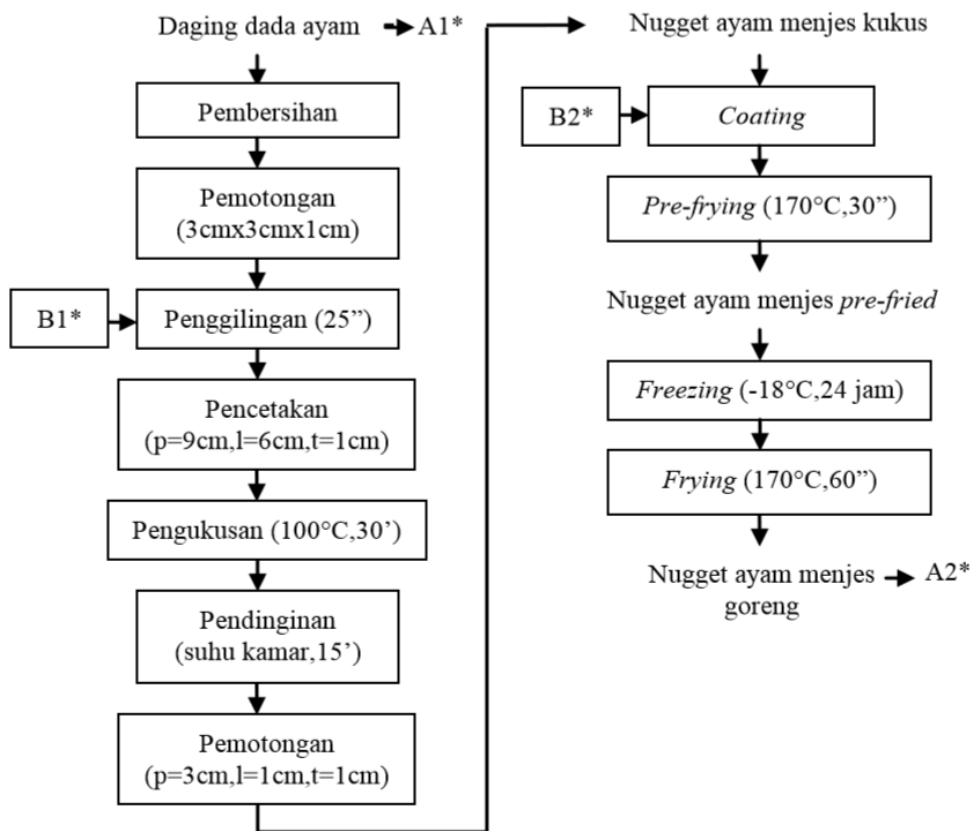 Daging dada ayam
A1*
Pembersihan
Pemotongan
(3cmx3cmx1cm)
B1*
Penggilingan (25”)
Pencetakan
(p=9cm,l=6cm,t=1cm)
Pengukusan (100°C,30’)
Pendinginan
(suhu kamar,15’)
Pemotongan
(p=3cm,l=1cm,t=1cm)
Nugget ayam menjes kukus
B2*
Coating
Pre-frying (170°C,30”)
Nugget ayam menjes pre-fried
Freezing (-18°C,24 jam)
Frying (170°C,60”)
Nugget ayam menjes
goreng
A2*